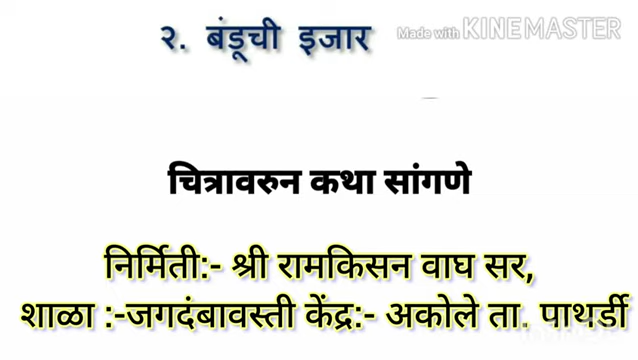 २. बंडूची इजार
Made with KINEMASTER
चित्रावरुन कथा सांगणे
निर्मिती:- श्री रामकिसन वाघ सर,
शाळा :-जगदंबावस्ती केंद्र:- अकोले ता. पाथर्डी